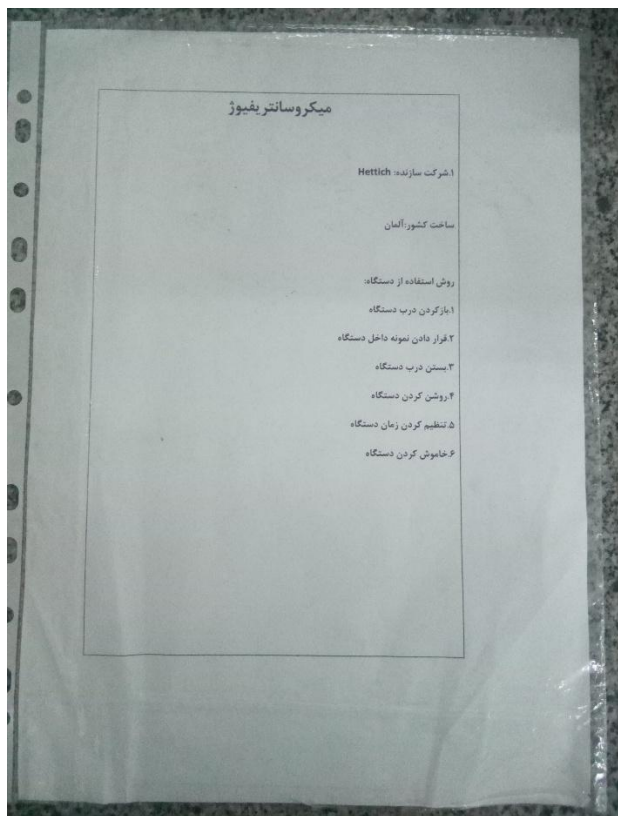 میکروسانتریفیوژ
۱.شرکت سازنده: Hettich
ساخت کشور:آلمان
روش استفاده از دستگاه:
۱.بازکردن درب دستگاه
۲.قرار دادن نمونه داخل دستگاه
۳.بستن درب دستگاه
۴.روشن کردن دستگاه
۵.تنظیم کردن زمان دستگاه
۶.خاموش کردن دستگاه